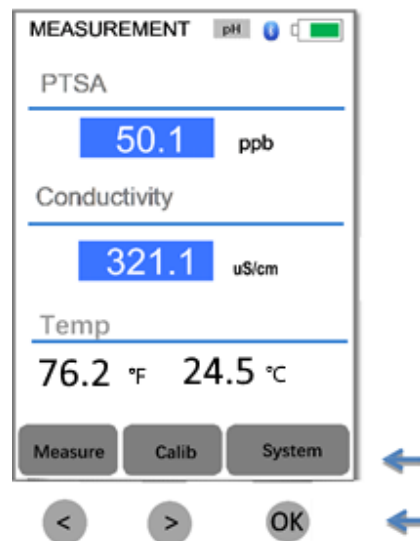 MEASUREMENT pH
PTSA
50.1 ppb
Conductivity
321.1 uS/cm
Temp
76.2 °F 24.5 °C
Measure Calib System
< > OK